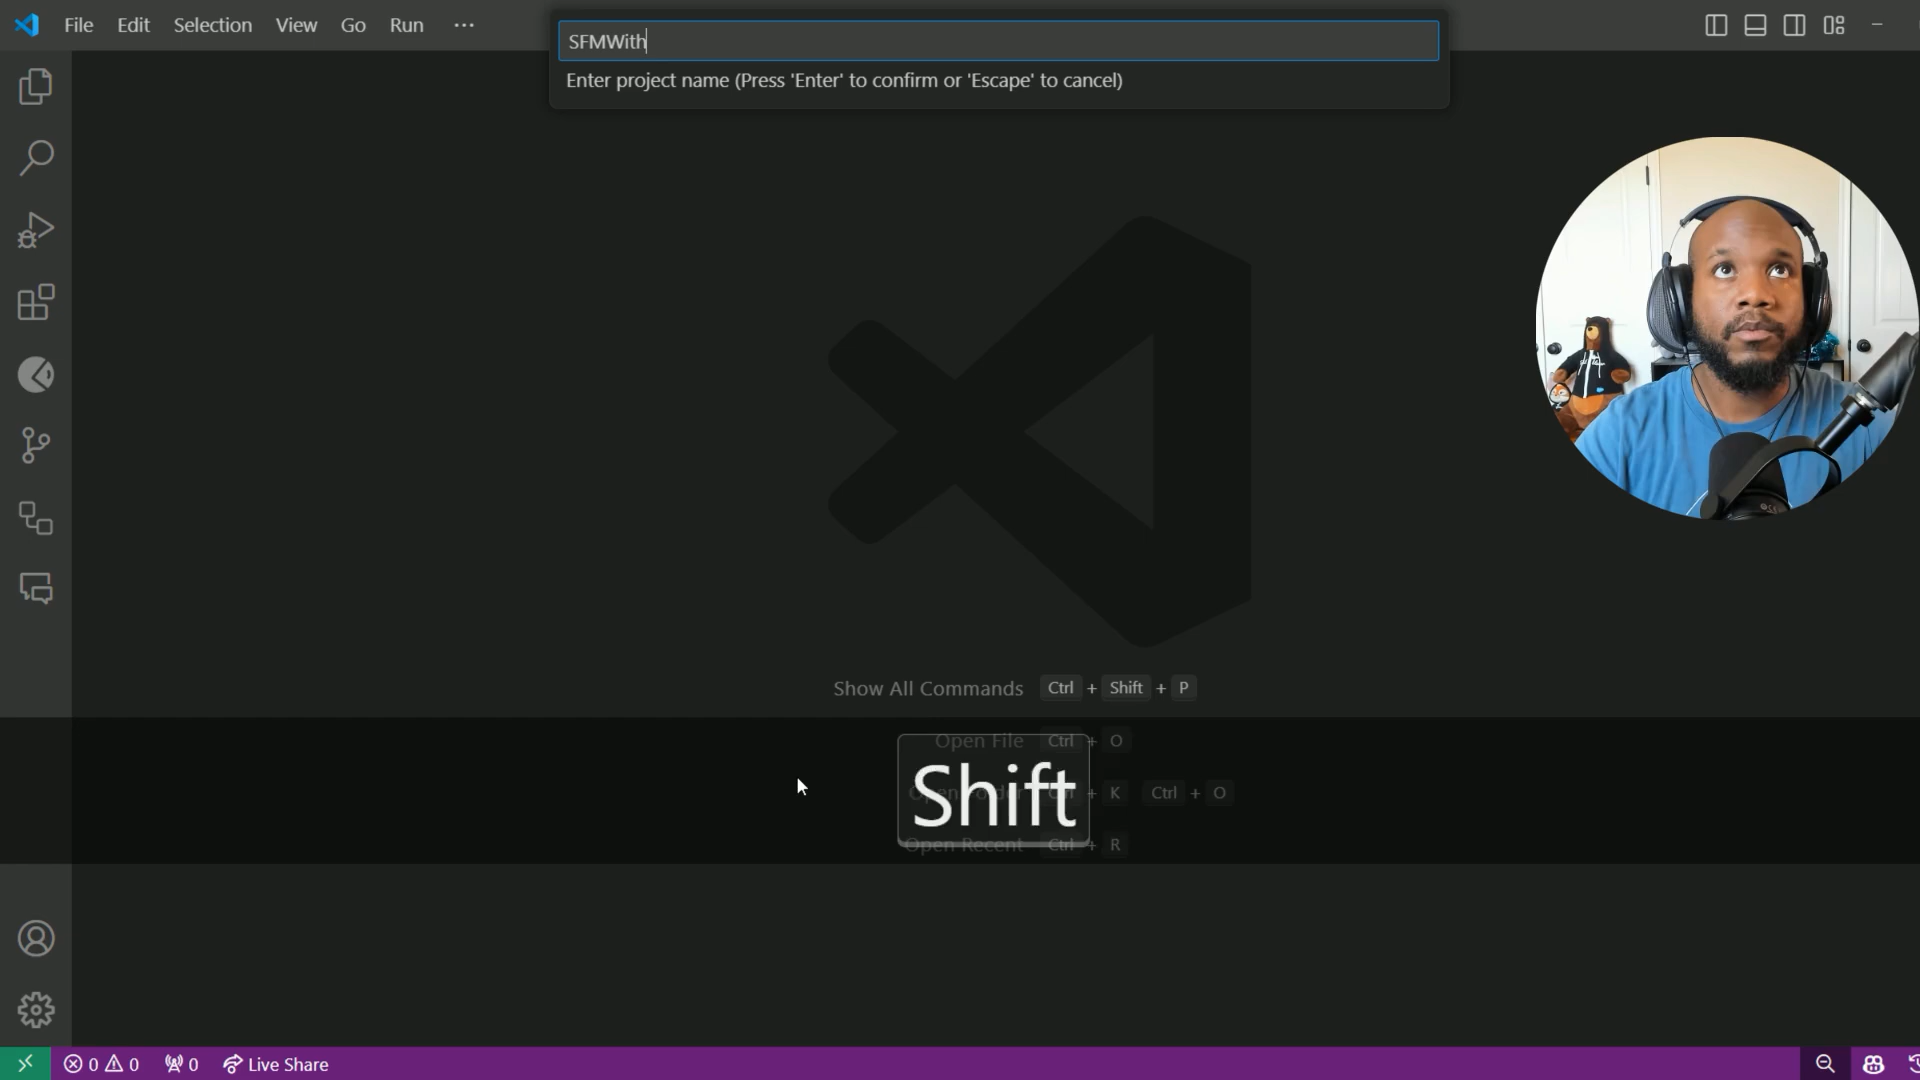 File Edit Selection View Go Run ···
SFMWith
Enter project name (Press 'Enter' to confirm or 'Escape' to cancel)
Show All Commands Ctrl + Shift + P
Open File Ctrl + O
Shift
Ctrl + K Ctrl + O
Open Recent Ctrl + R
0 0 0 Live Share